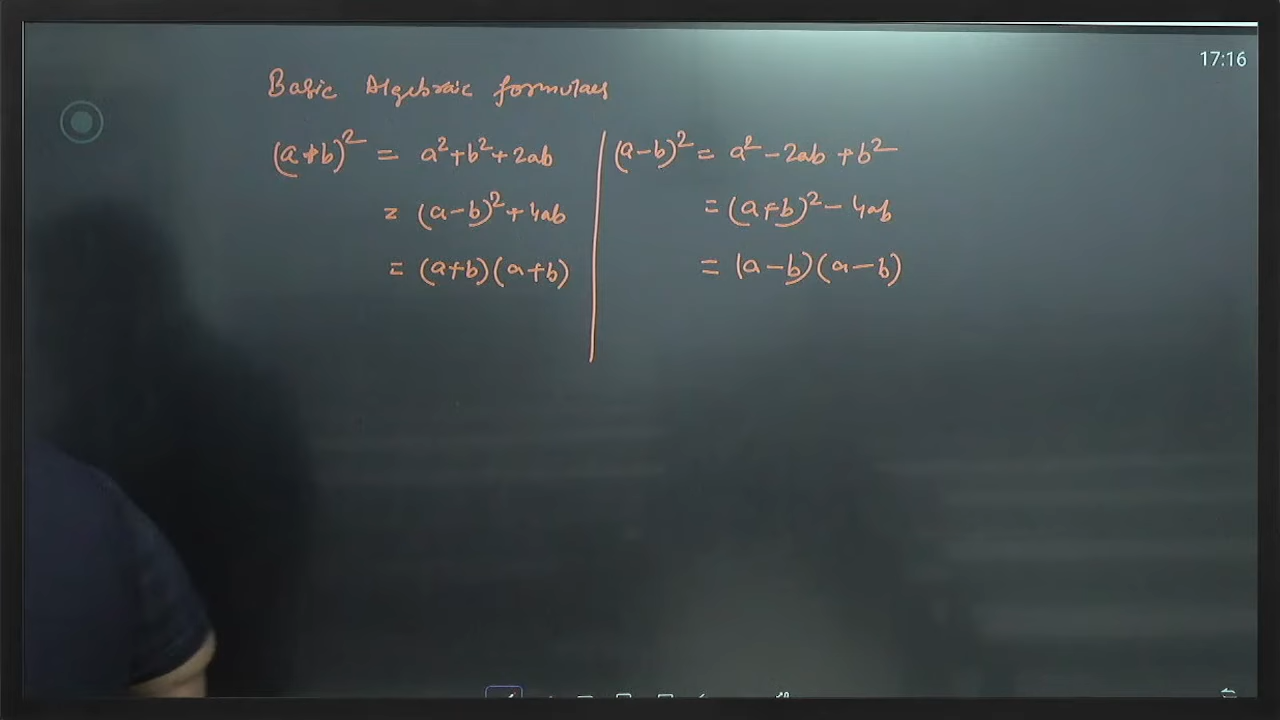 17:16
Basic Algebraic formulaes
(a+b)² = a²+b²+2ab
= (a-b)²+4ab
= (a+b)(a+b)
(a-b)² = a²-2ab+b²
= (a+b)²-4ab
= (a-b)(a-b)